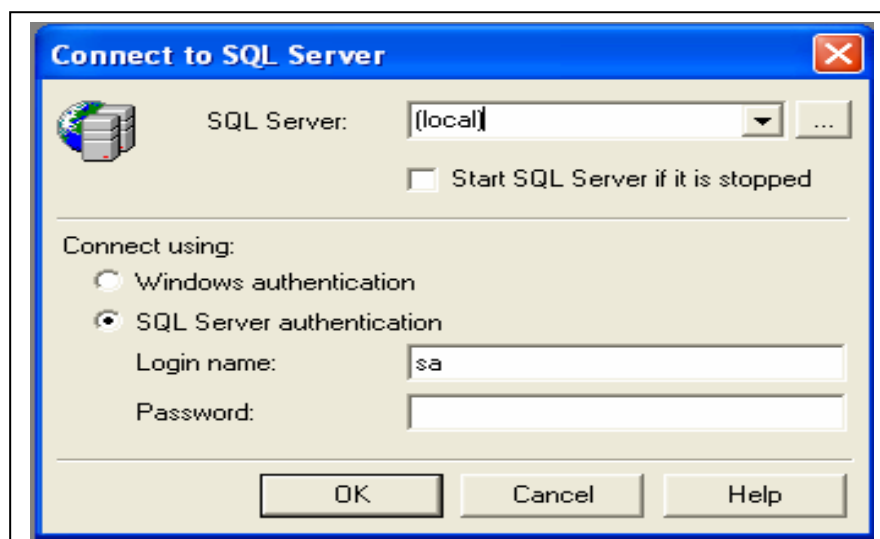 Connect to SQL Server
SQL Server: (local) ...
Start SQL Server if it is stopped
Connect using:
Windows authentication
SQL Server authentication
Login name: sa
Password:
OK Cancel Help